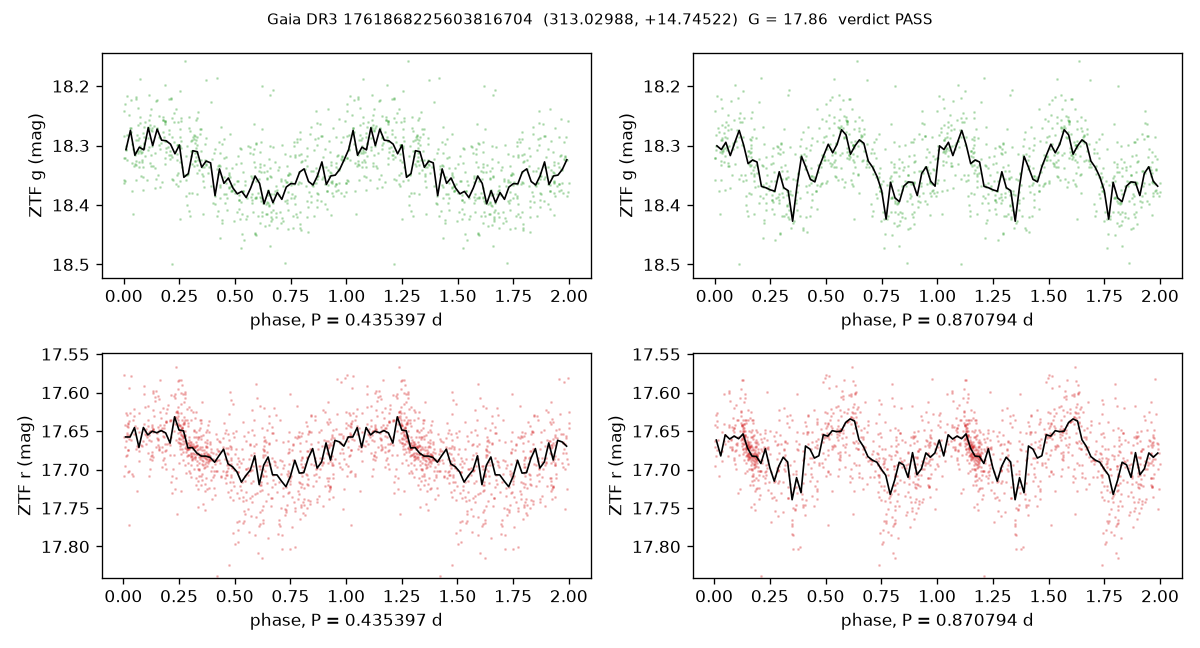 Gaia DR3 1761868225603816704 (313.02988, +14.74522) G = 17.86 verdict PASS
ZTF g (mag)
18.2
18.3
18.4
18.5
0.00 0.25 0.50 0.75 1.00 1.25 1.50 1.75 2.00
phase, P = 0.435397 d
ZTF g (mag)
18.2
18.3
18.4
18.5
0.00 0.25 0.50 0.75 1.00 1.25 1.50 1.75 2.00
phase, P = 0.870794 d
ZTF r (mag)
17.55
17.60
17.65
17.70
17.75
17.80
0.00 0.25 0.50 0.75 1.00 1.25 1.50 1.75 2.00
phase, P = 0.435397 d
ZTF r (mag)
17.55
17.60
17.65
17.70
17.75
17.80
0.00 0.25 0.50 0.75 1.00 1.25 1.50 1.75 2.00
phase, P = 0.870794 d